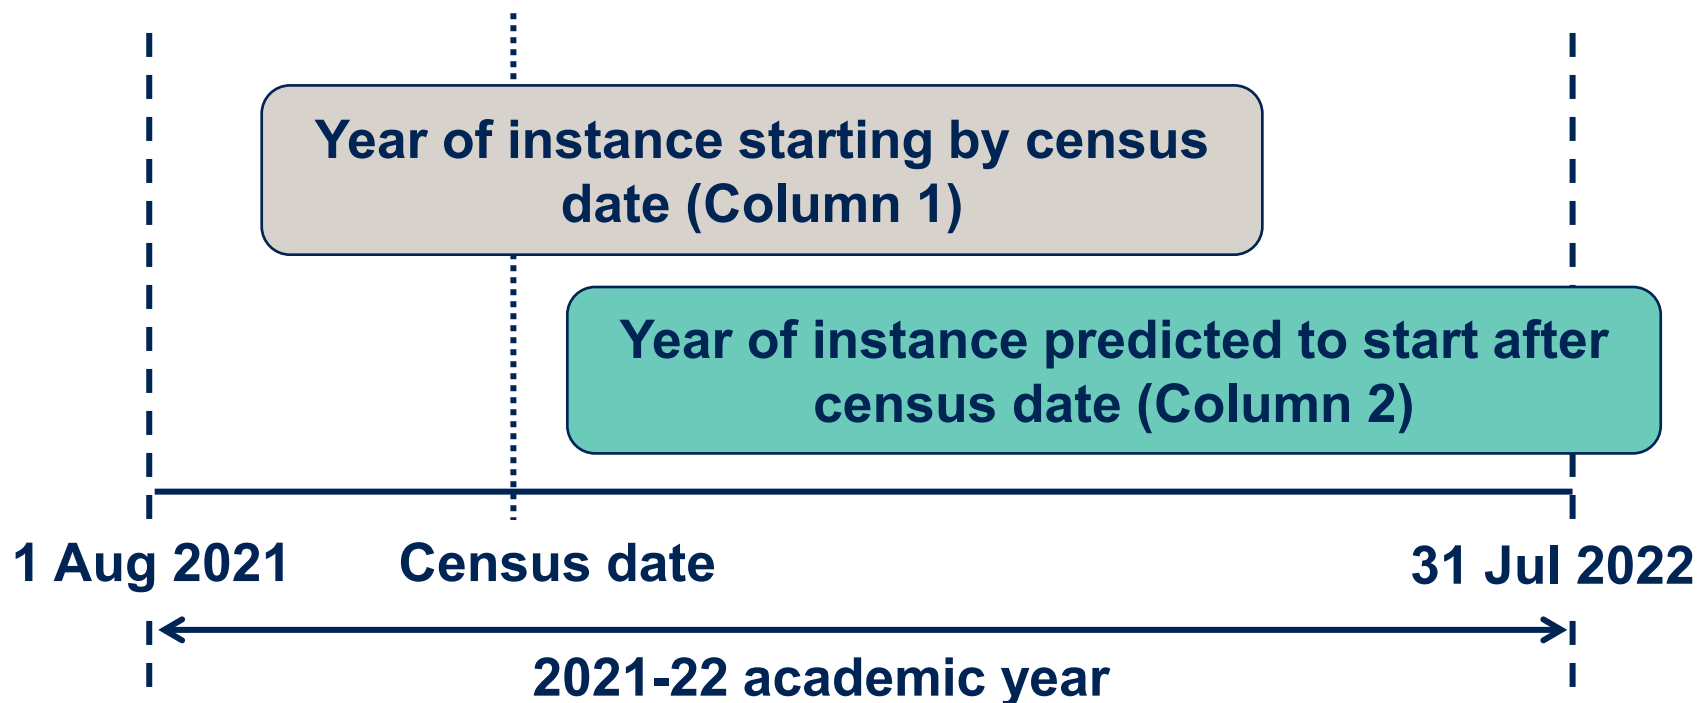 Year of instance starting by census
date (Column 1)
Year of instance predicted to start after
census date (Column 2)
1 Aug 2021
Census date
31 Jul 2022
2021-22 academic year